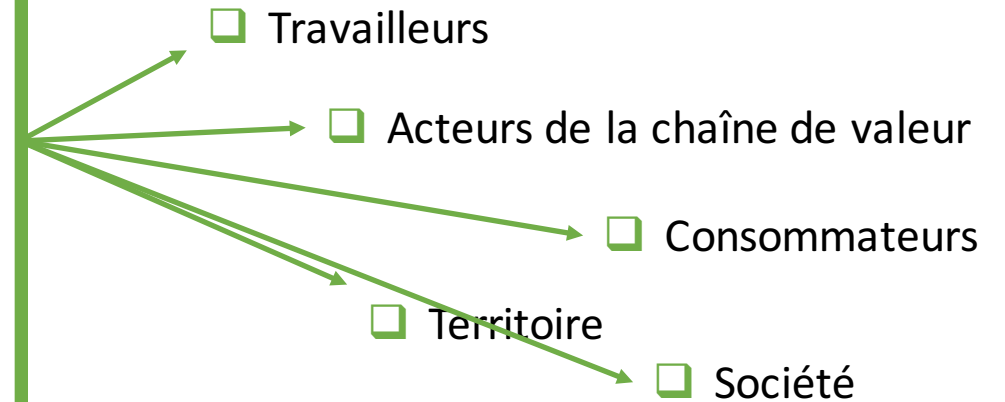 Travailleurs
Acteurs de la chaîne de valeur
Consommateurs
Territoire
Société